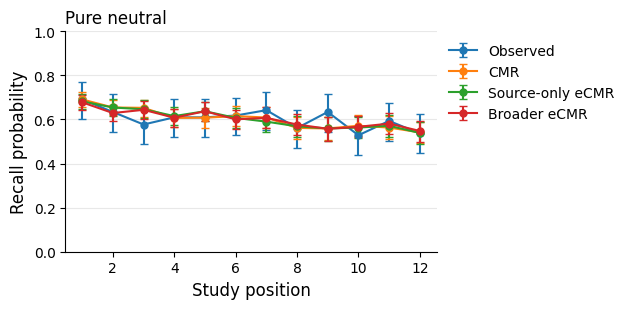 Pure neutral
Recall probability
1.0
0.8
0.6
0.4
0.2
0.0
2 4 6 8 10 12
Study position
Observed
CMR
Source-only eCMR
Broader eCMR